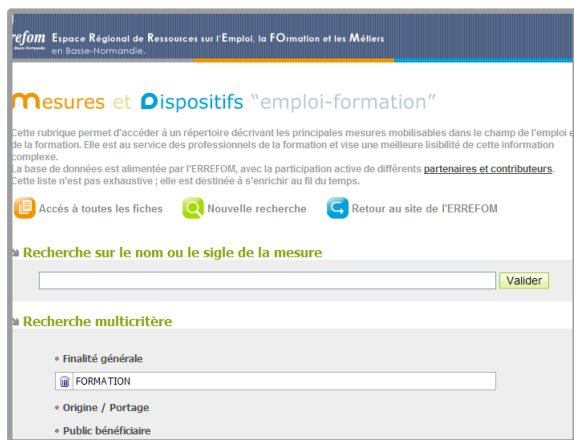 refom Espace Régional de Ressources sur l'Emploi, la FOrmation et les Métiers
en Basse-Normandie.
Mesures et Dispositifs "emploi-formation"
Cette rubrique permet d'accéder à un répertoire décrivant les principales mesures mobilisables dans le champ de l'emploi e
de la formation. Elle est au service des professionnels de la formation et vise une meilleure lisibilité de cette information
complexe.
La base de données est alimentée par l'ERREFOM, avec la participation active de différents partenaires et contributeurs.
Cette liste n'est pas exhaustive ; elle est destinée à s'enrichir au fil du temps.
Accès à toutes les fiches Nouvelle recherche Retour au site de l'ERREFOM
Recherche sur le nom ou le sigle de la mesure
Valider
Recherche multicritère
Finalité générale
FORMATION
Origine / Portage
Public bénéficiaire